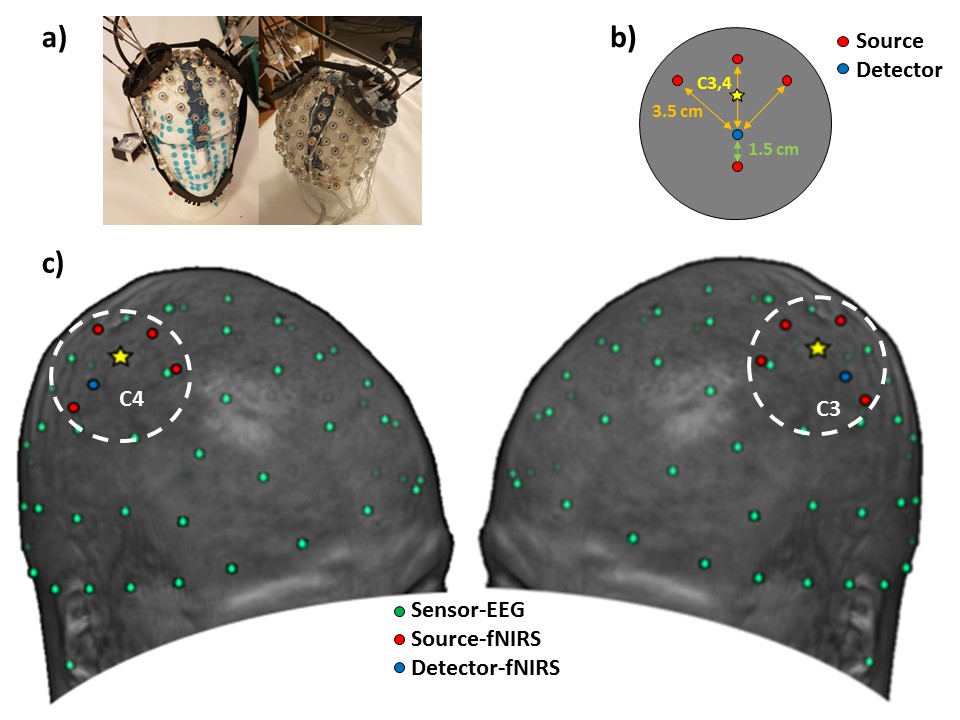 a)
b)
Source
Detector
C3,4
3.5 cm
1.5 cm
c)
C4
C3
Sensor-EEG
Source-fNIRS
Detector-fNIRS